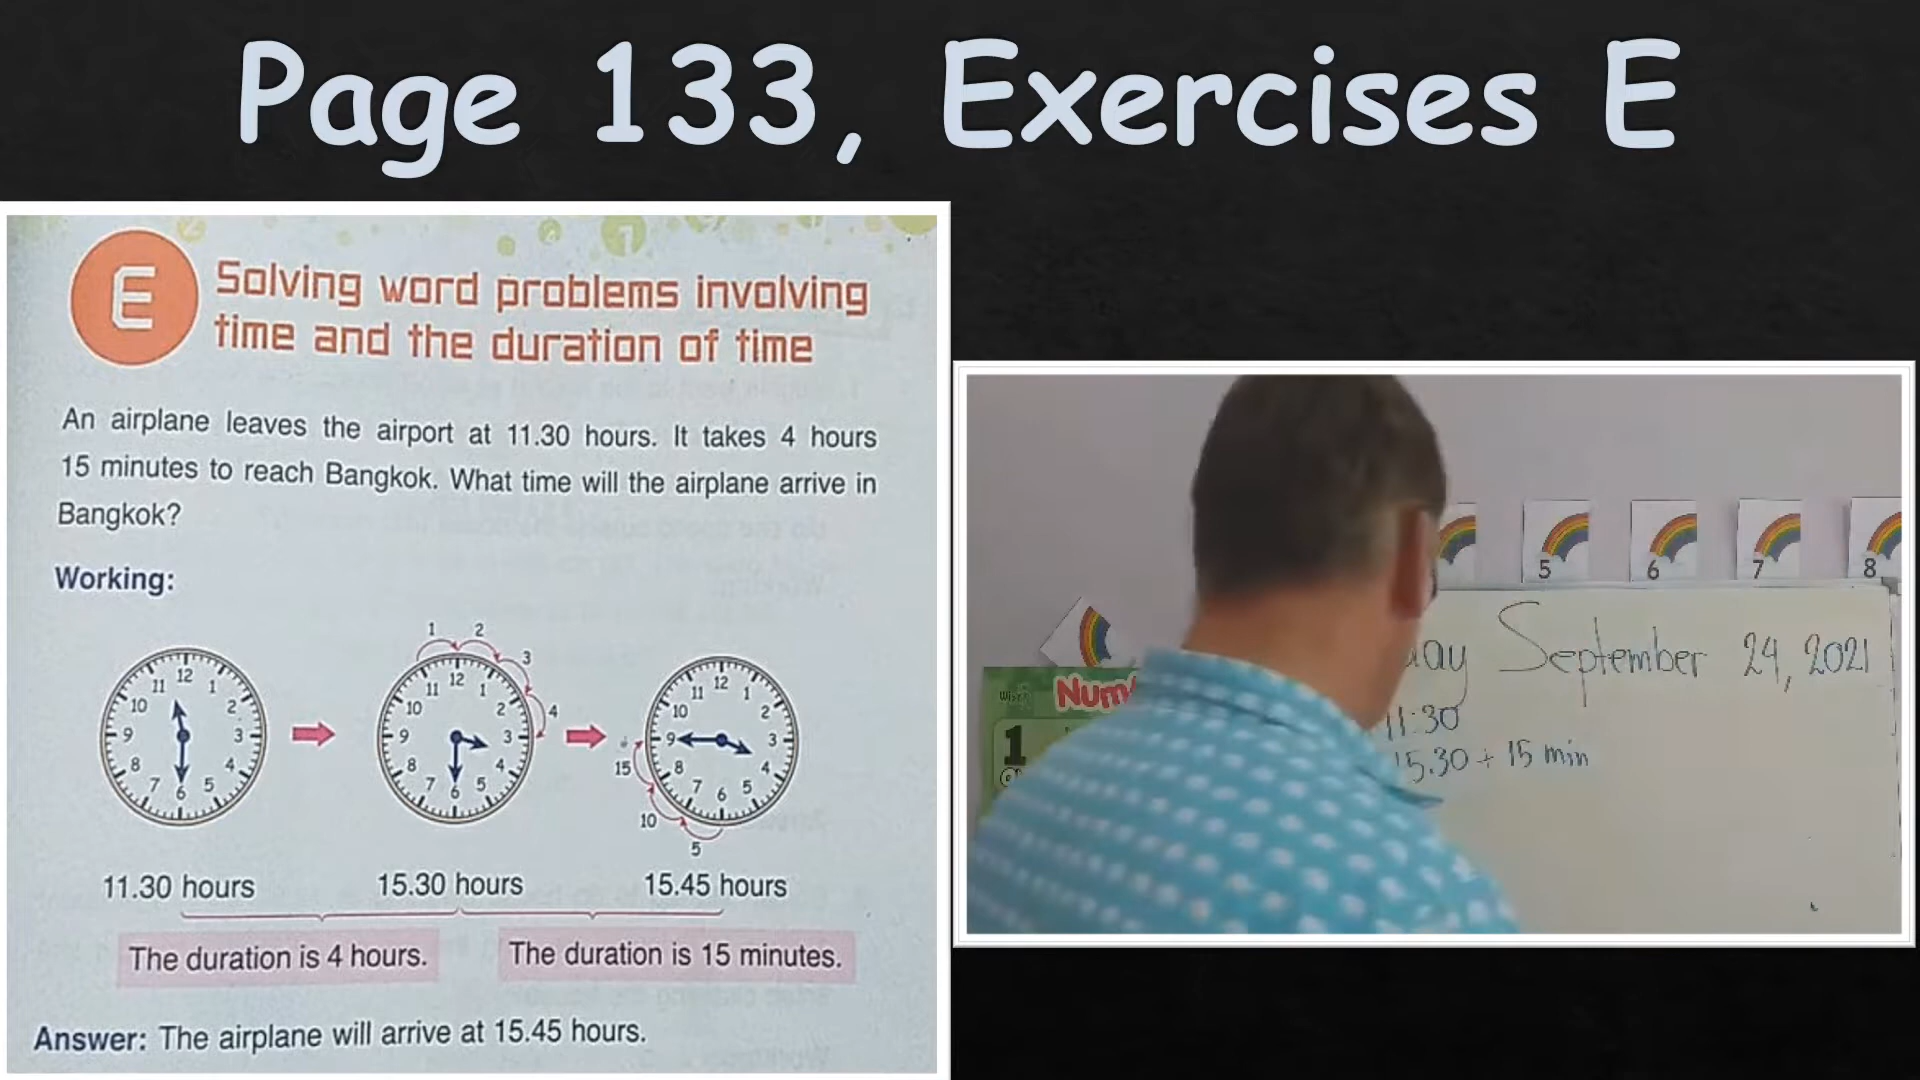 Page 133, Exercises E
E
Solving word problems involving
time and the duration of time
An airplane leaves the airport at 11.30 hours. It takes 4 hours
15 minutes to reach Bangkok. What time will the airplane arrive in
Bangkok?
Working:
12 1 2 3 4 5 6 7 8 9 10 11
1 2 3 4
12 1 2 3 4 5 6 7 8 9 10 11
12 1 2 3 4 5 6 7 8 9 10 11
15 10 5
11.30 hours 15.30 hours 15.45 hours
The duration is 4 hours. The duration is 15 minutes.
Answer: The airplane will arrive at 15.45 hours.
5 6 7 8
September 24, 2021
11:30
15.30 + 15 min
1